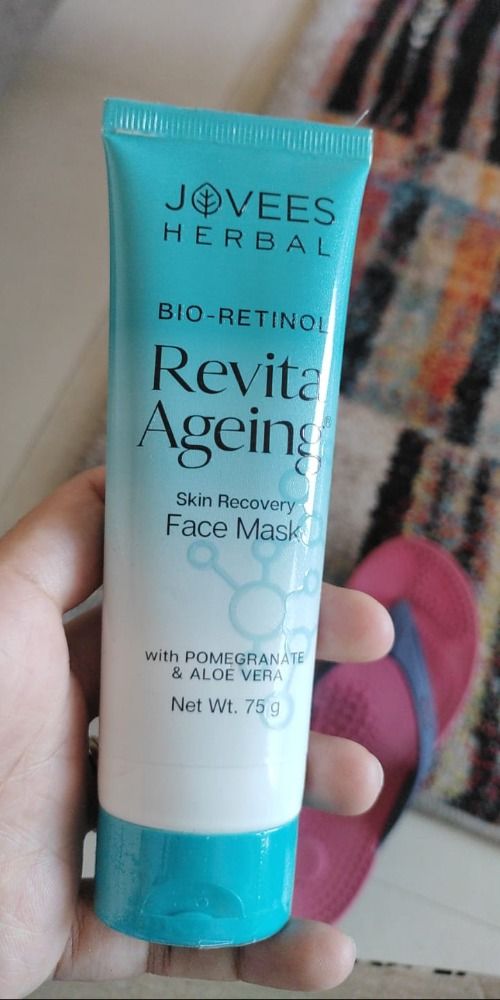 JOVEES
HERBAL
BIO-RETINOL
Revita
Ageing®
Skin Recovery
Face Mask
with POMEGRANATE
& ALOE VERA
Net Wt. 75 g